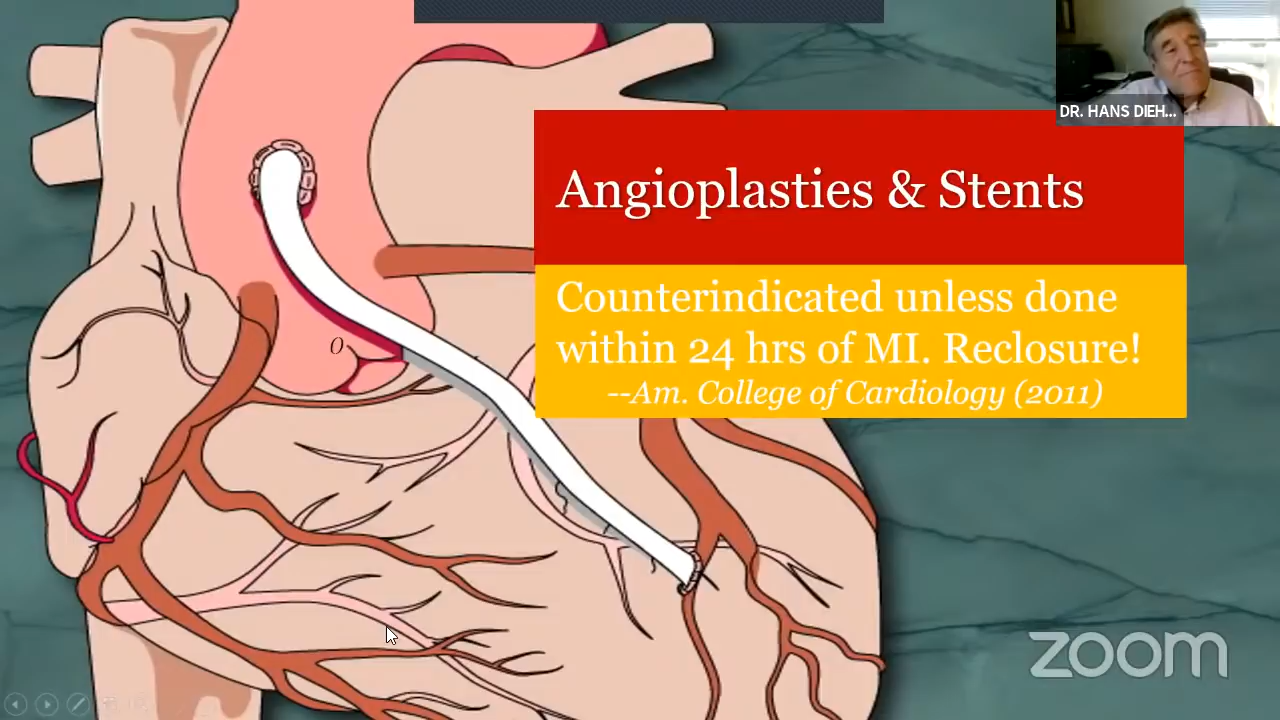 DR. HANS DIEH...
Angioplasties & Stents
Counterindicated unless done
within 24 hrs of MI. Reclosure!
--Am. College of Cardiology (2011)
O
zoom